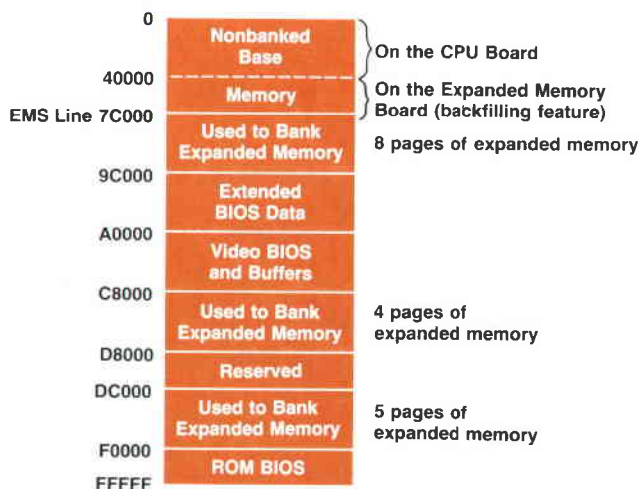 0
Nonbanked
Base
On the CPU Board
40000
Memory
On the Expanded Memory
Board (backfilling feature)
EMS Line 7C000
Used to Bank
Expanded Memory
8 pages of expanded memory
9C000
Extended
BIOS Data
A0000
Video BIOS
and Buffers
C8000
Used to Bank
Expanded Memory
4 pages of
expanded memory
D8000
Reserved
DC000
Used to Bank
Expanded Memory
5 pages of
expanded memory
F0000
ROM BIOS
FFFFF